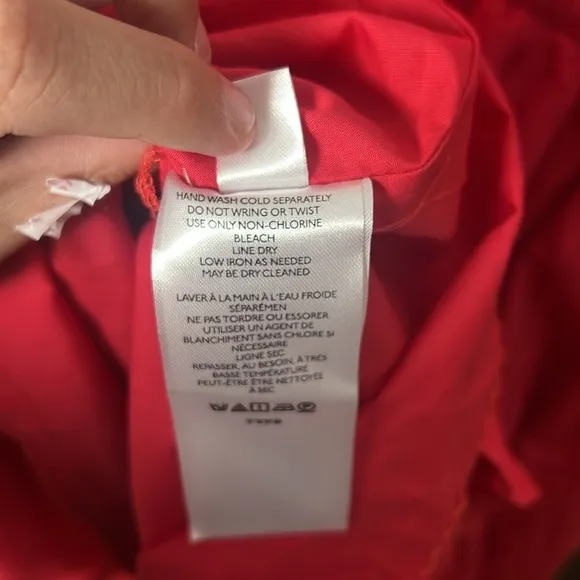 HAND WASH COLD SEPARATELY
DO NOT WRING OR TWIST
USE ONLY NON-CHLORINE
BLEACH
LINE DRY
LOW IRON AS NEEDED
MAY BE DRY CLEANED
LAVER À LA MAIN À L'EAU FROIDE
SÉPARÉMEN
NE PAS TORDRE OU ESSORER
UTILISER UN AGENT DE
BLANCHIMENT SANS CHLORE SI
NÉCESSAIRE
LIGNE SEC
REPASSER, AU BESOIN, À TRÈS
BASSE TEMPÉRATURE
PEUT-ÊTRE ÊTRE NETTOYÉE
À SEC